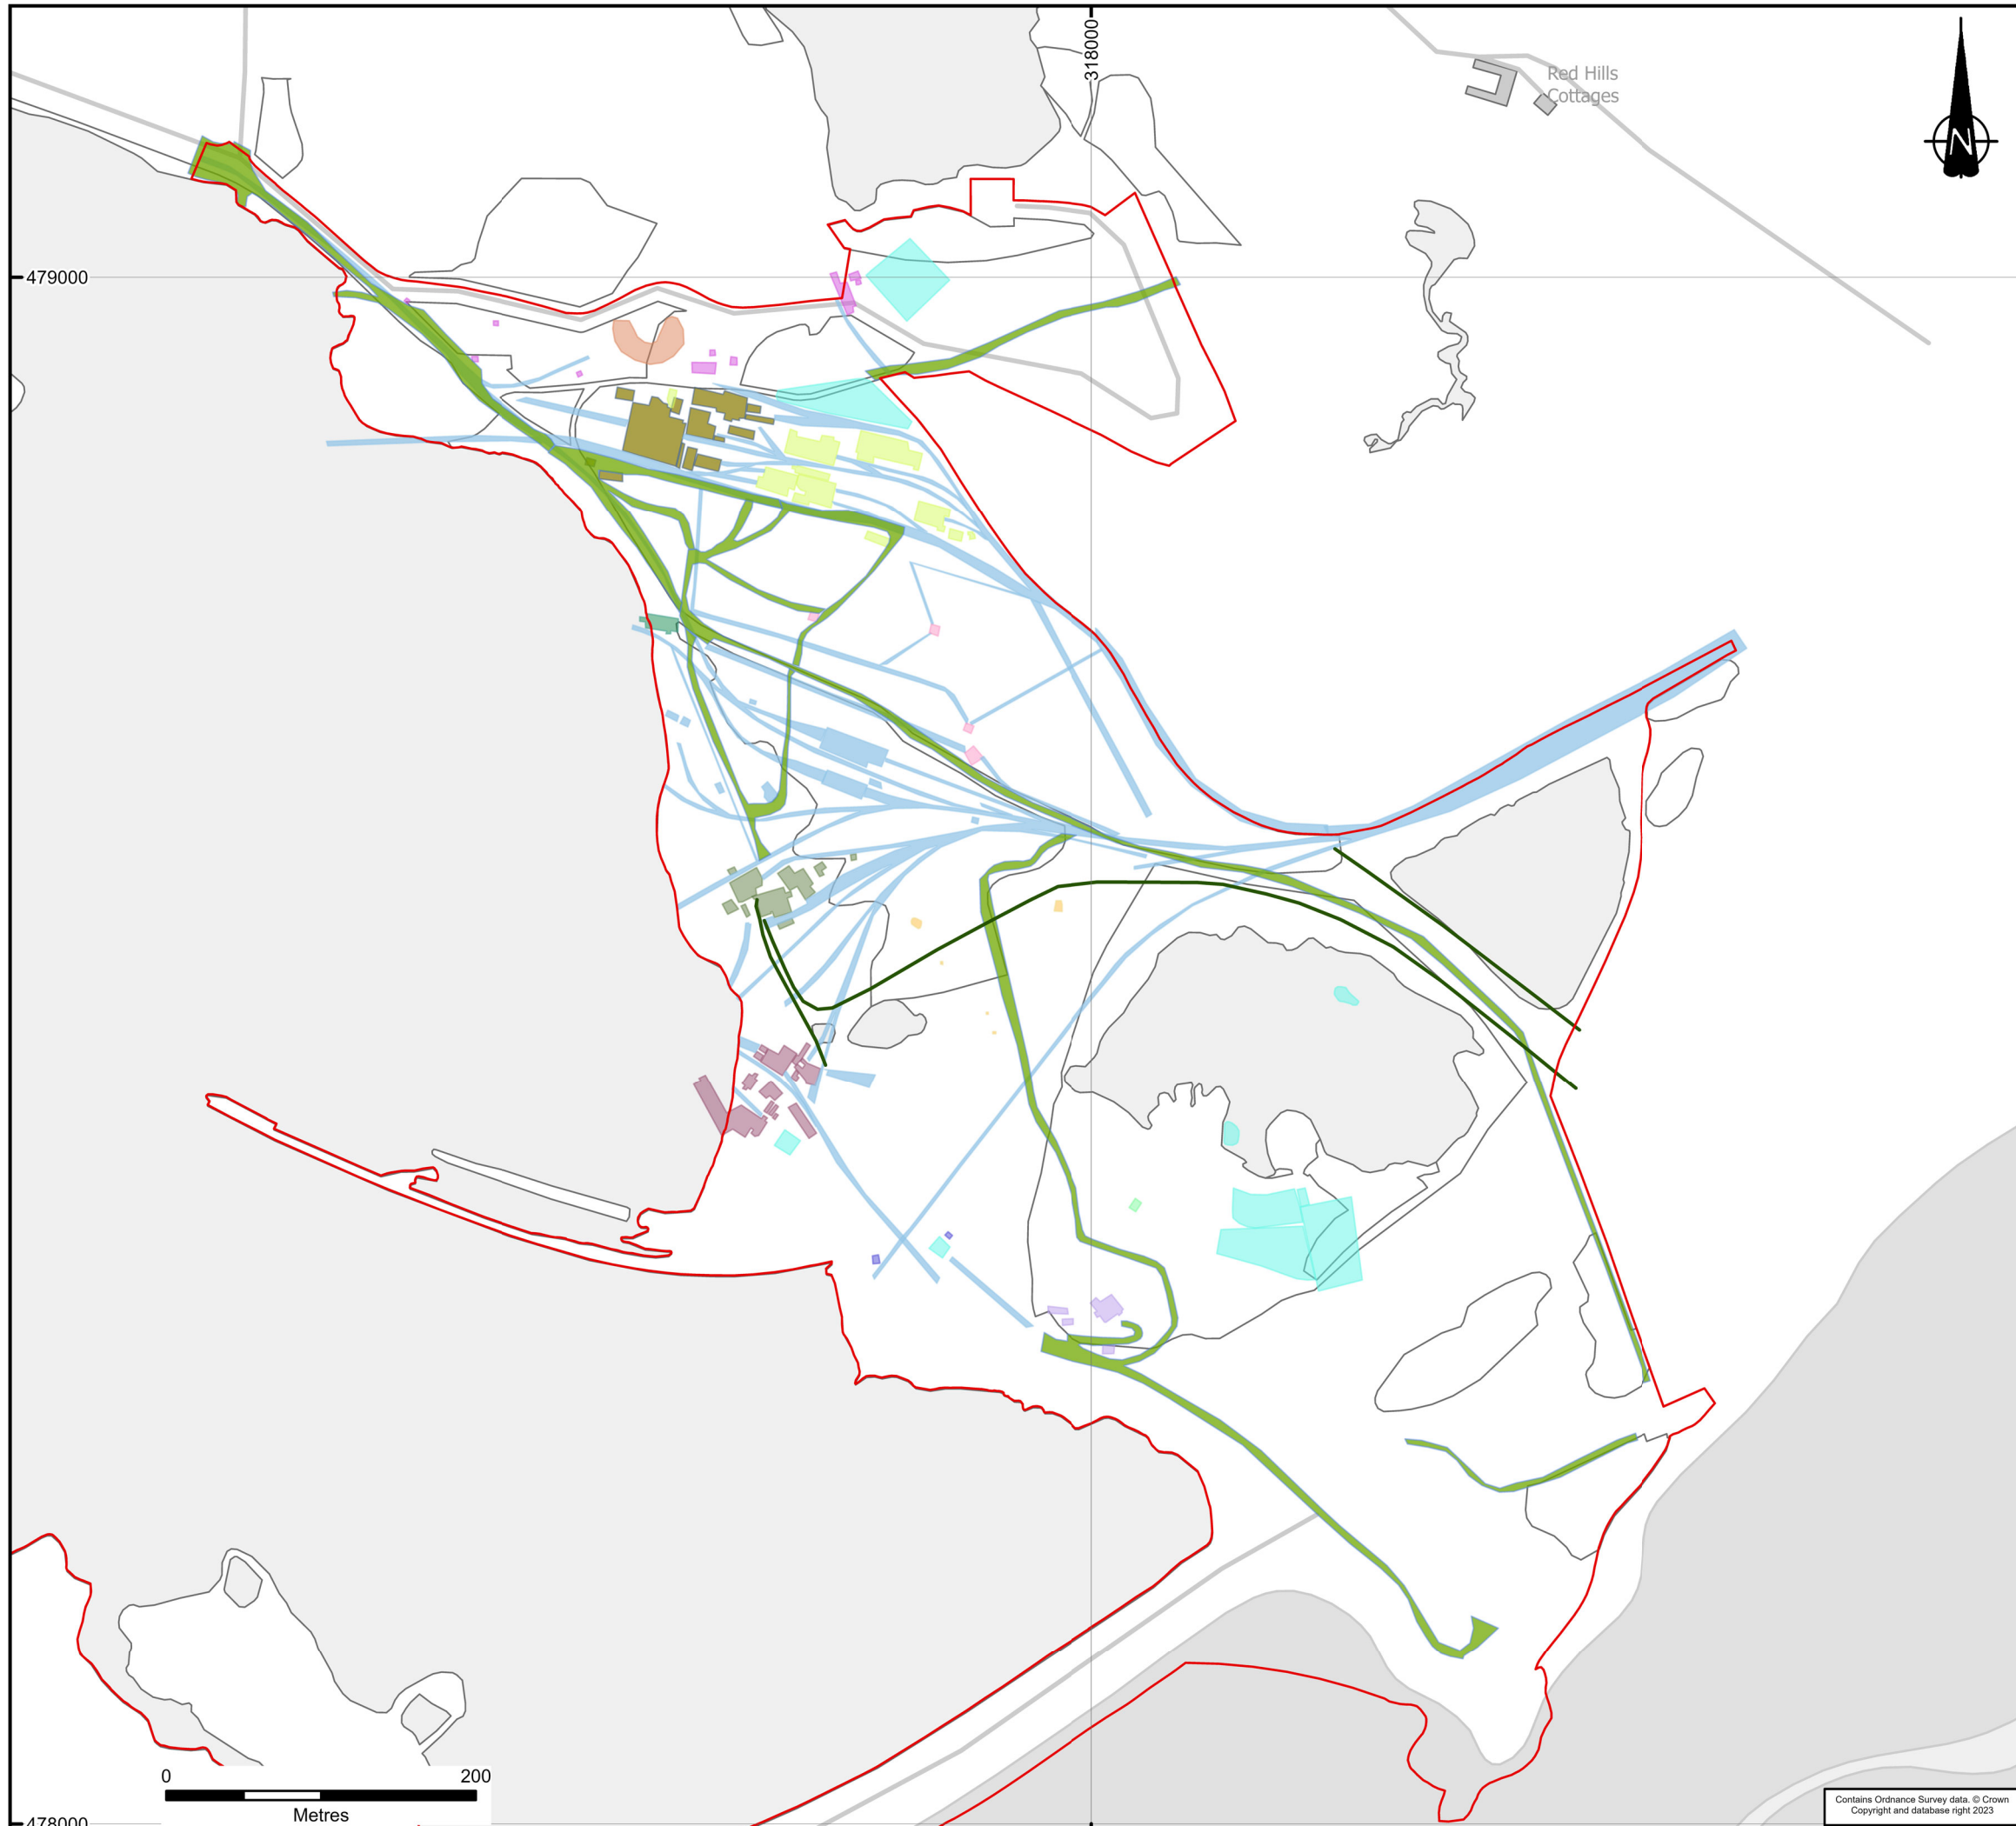 318000
Red Hills
Cottages
N
479000
0 200
Metres
478000
Contains Ordnance Survey data. © Crown
Copyright and database right 2023